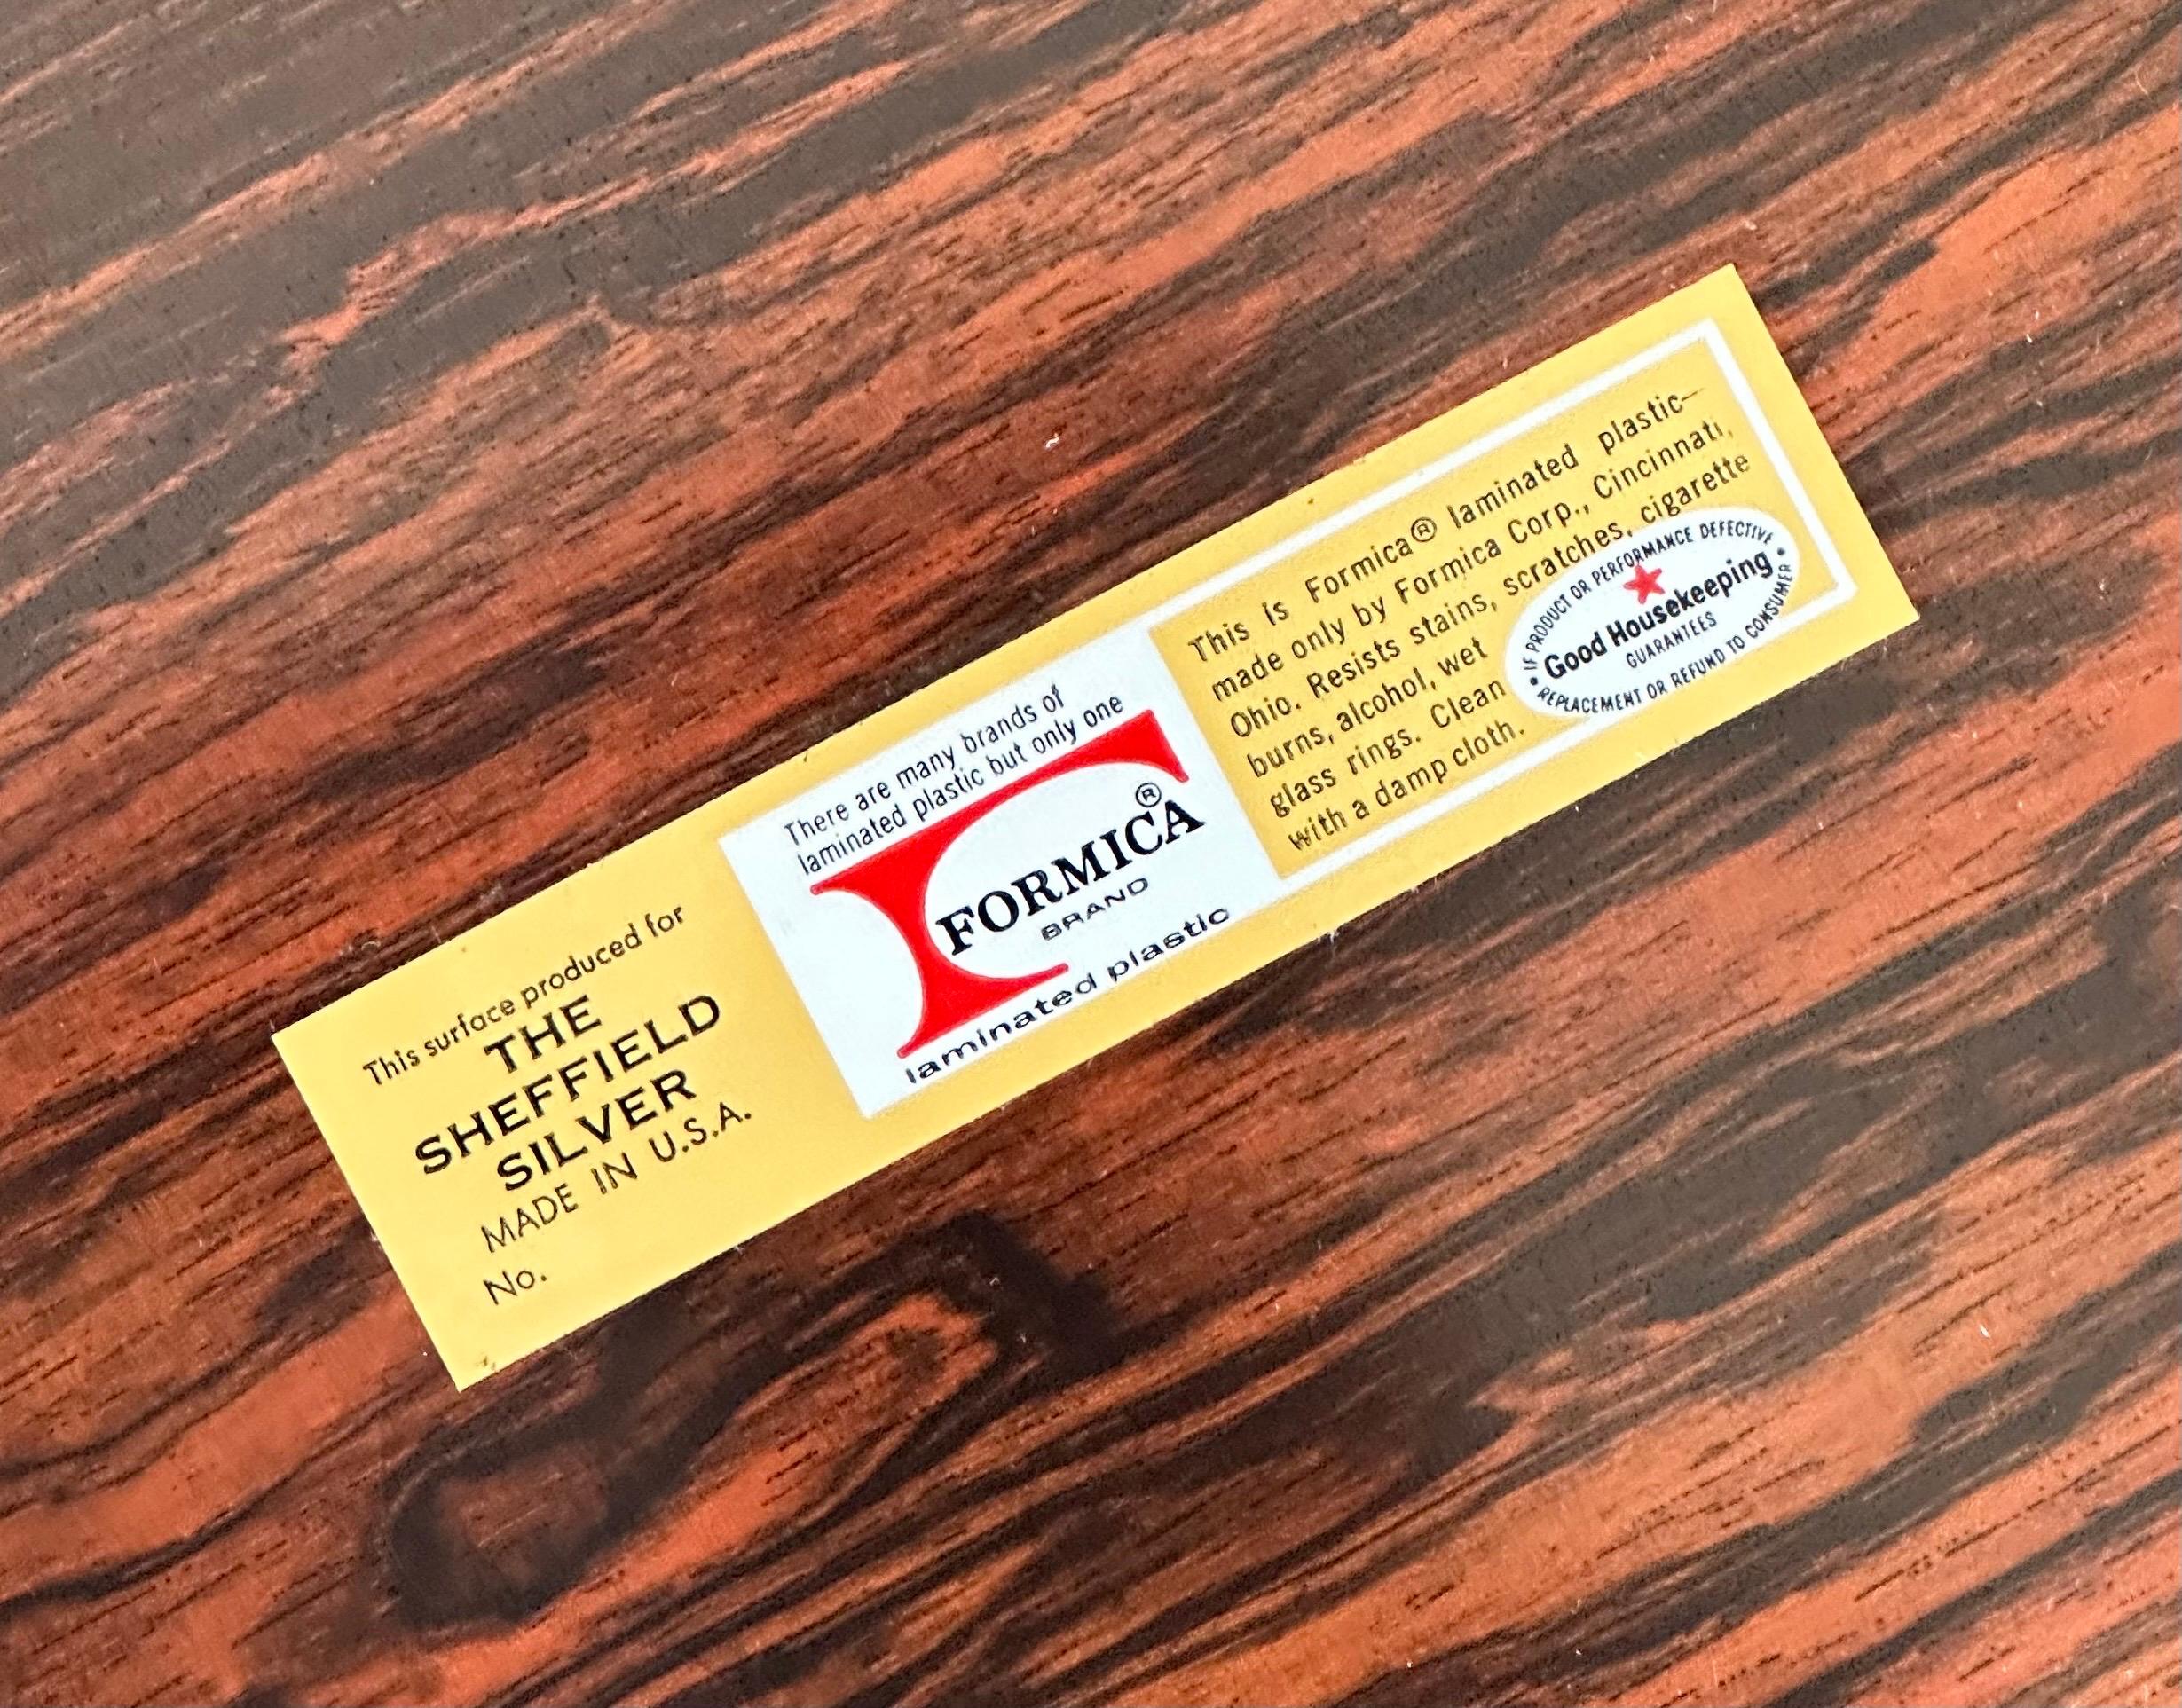 This surface produced for
THE
SHEFFIELD
SILVER
MADE IN U.S.A.
No.
There are many brands of
laminated plastic but only one
FORMICA®
BRAND
laminated plastic
This is Formica® laminated plastic—
made only by Formica Corp., Cincinnati,
Ohio. Resists stains, scratches, cigarette
burns, alcohol, wet
glass rings. Clean
with a damp cloth.
• IF PRODUCT OR PERFORMANCE DEFECTIVE •
Good Housekeeping
GUARANTEES
REPLACEMENT OR REFUND TO CONSUMER